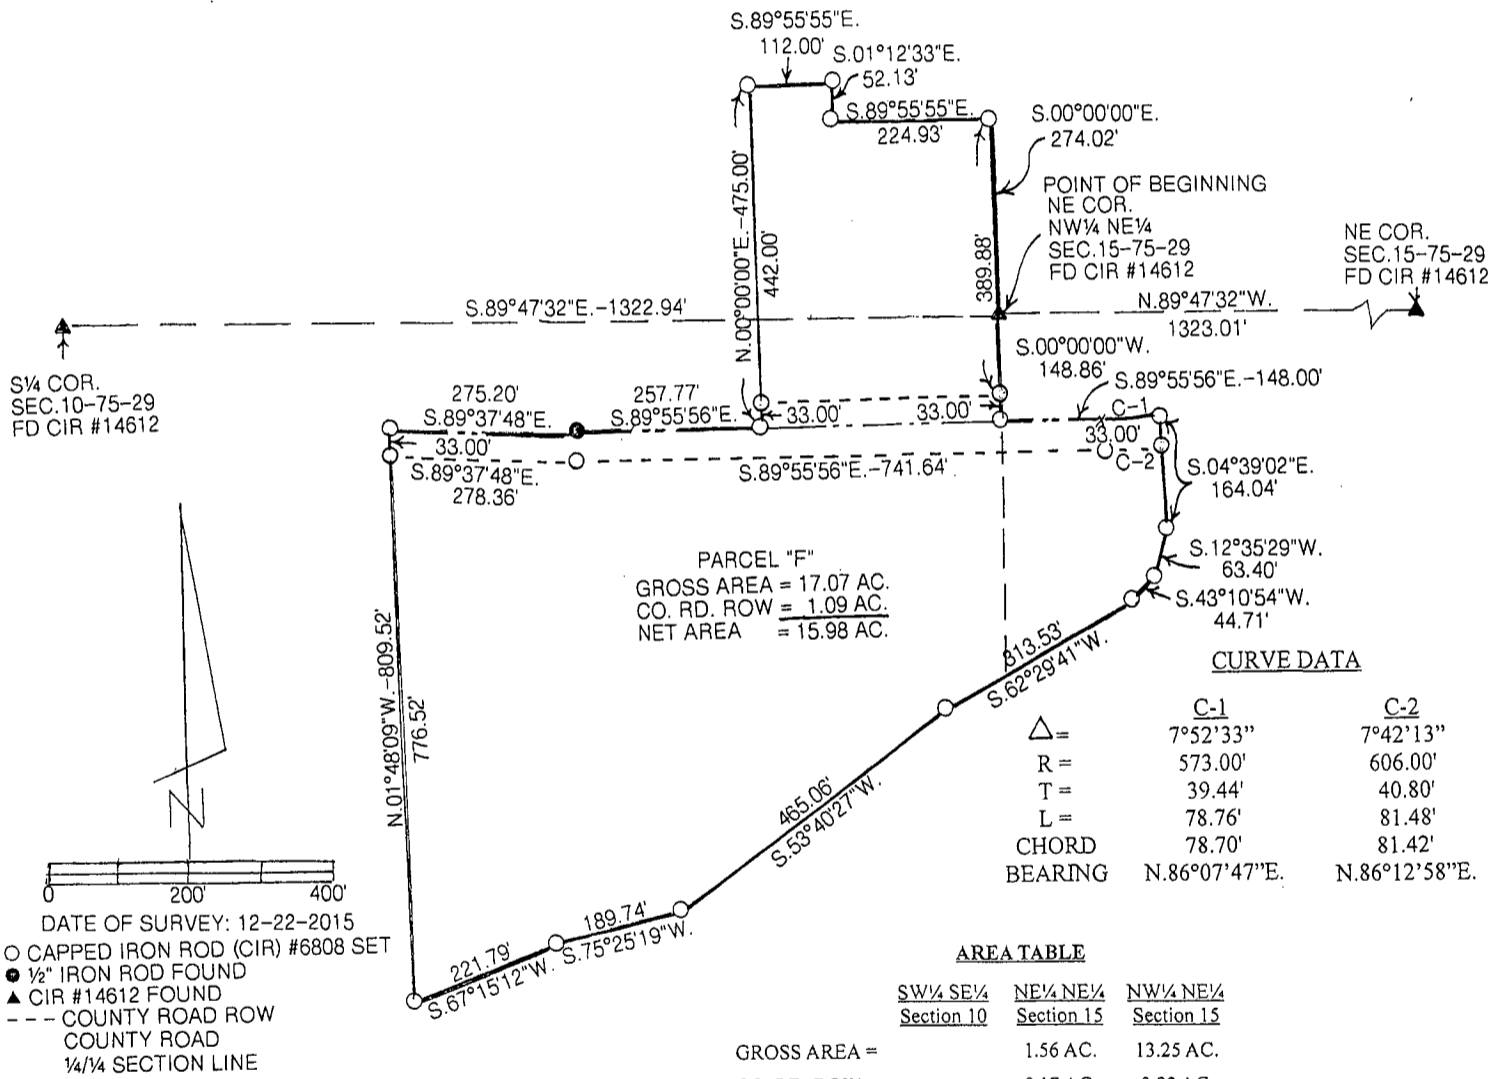 S.89°55'55"E.
112.00'
S.01°12'33"E.
52.13'
S.89°55'55"E.
224.93'
S.00°00'00"E.
274.02'
N.00°00'00"E.-475.00'
442.00'
389.88'
POINT OF BEGINNING
NE COR.
NW¼ NE¼
SEC.15-75-29
FD CIR #14612
NE COR.
SEC.15-75-29
FD CIR #14612
S.89°47'32"E.-1322.94'
N.89°47'32"W.
1323.01'
S¼ COR.
SEC.10-75-29
FD CIR #14612
S.00°00'00"W.
148.86'
S.89°55'56"E.-148.00'
275.20'
S.89°37'48"E.
257.77'
S.89°55'56"E.
33.00'
33.00'
C-1
33.00'
33.00'
C-2
S.89°37'48"E.
278.36'
S.89°55'56"E.-741.64'
S.04°39'02"E.
164.04'
S.12°35'29"W.
63.40'
S.43°10'54"W.
44.71'
PARCEL "F"
GROSS AREA = 17.07 AC.
CO. RD. ROW = 1.09 AC.
NET AREA = 15.98 AC.
N.01°48'09"W.-809.52'
776.52'
313.53'
S.62°29'41"W.
465.06'
S.53°40'27"W.
189.74'
S.75°25'19"W.
221.79'
S.67°15'12"W.
CURVE DATA
C-1 C-2
△= 7°52'33" 7°42'13"
R = 573.00' 606.00'
T = 39.44' 40.80'
L = 78.76' 81.48'
CHORD 78.70' 81.42'
BEARING N.86°07'47"E. N.86°12'58"E.
N
0 200' 400'
DATE OF SURVEY: 12-22-2015
CAPPED IRON ROD (CIR) #6808 SET
½" IRON ROD FOUND
CIR #14612 FOUND
--- COUNTY ROAD ROW
COUNTY ROAD
¼/¼ SECTION LINE
AREA TABLE
SW¼ SE¼ NE¼ NE¼ NW¼ NE¼
Section 10 Section 15 Section 15
GROSS AREA = 1.56 AC. 13.25 AC.